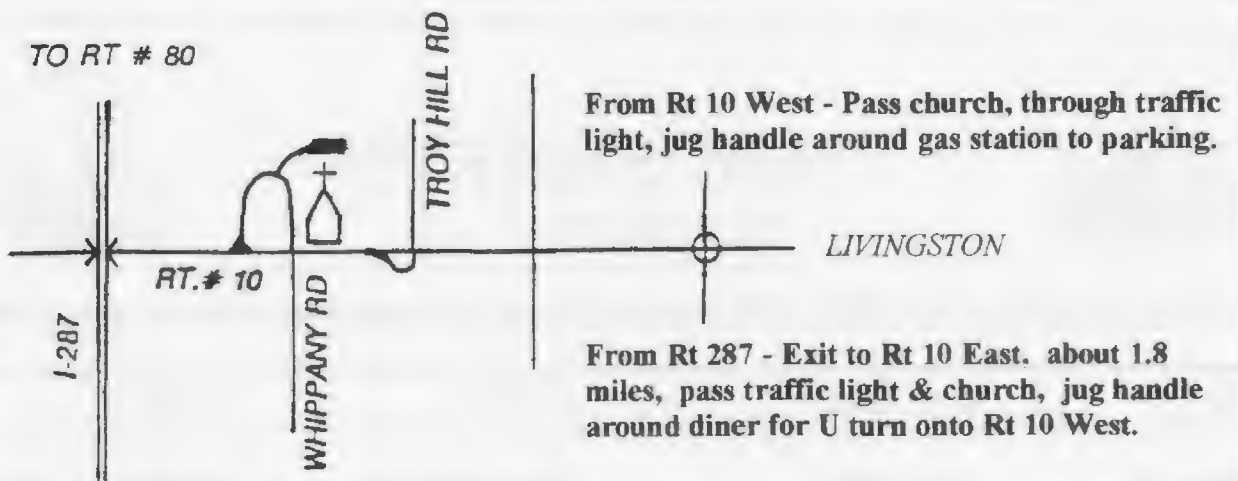 TO RT # 80
TROY HILL RD
From Rt 10 West - Pass church, through traffic
light, jug handle around gas station to parking.
LIVINGSTON
RT. # 10
I-287
WHIPPANY RD
From Rt 287 - Exit to Rt 10 East. about 1.8
miles, pass traffic light & church, jug handle
around diner for U turn onto Rt 10 West.